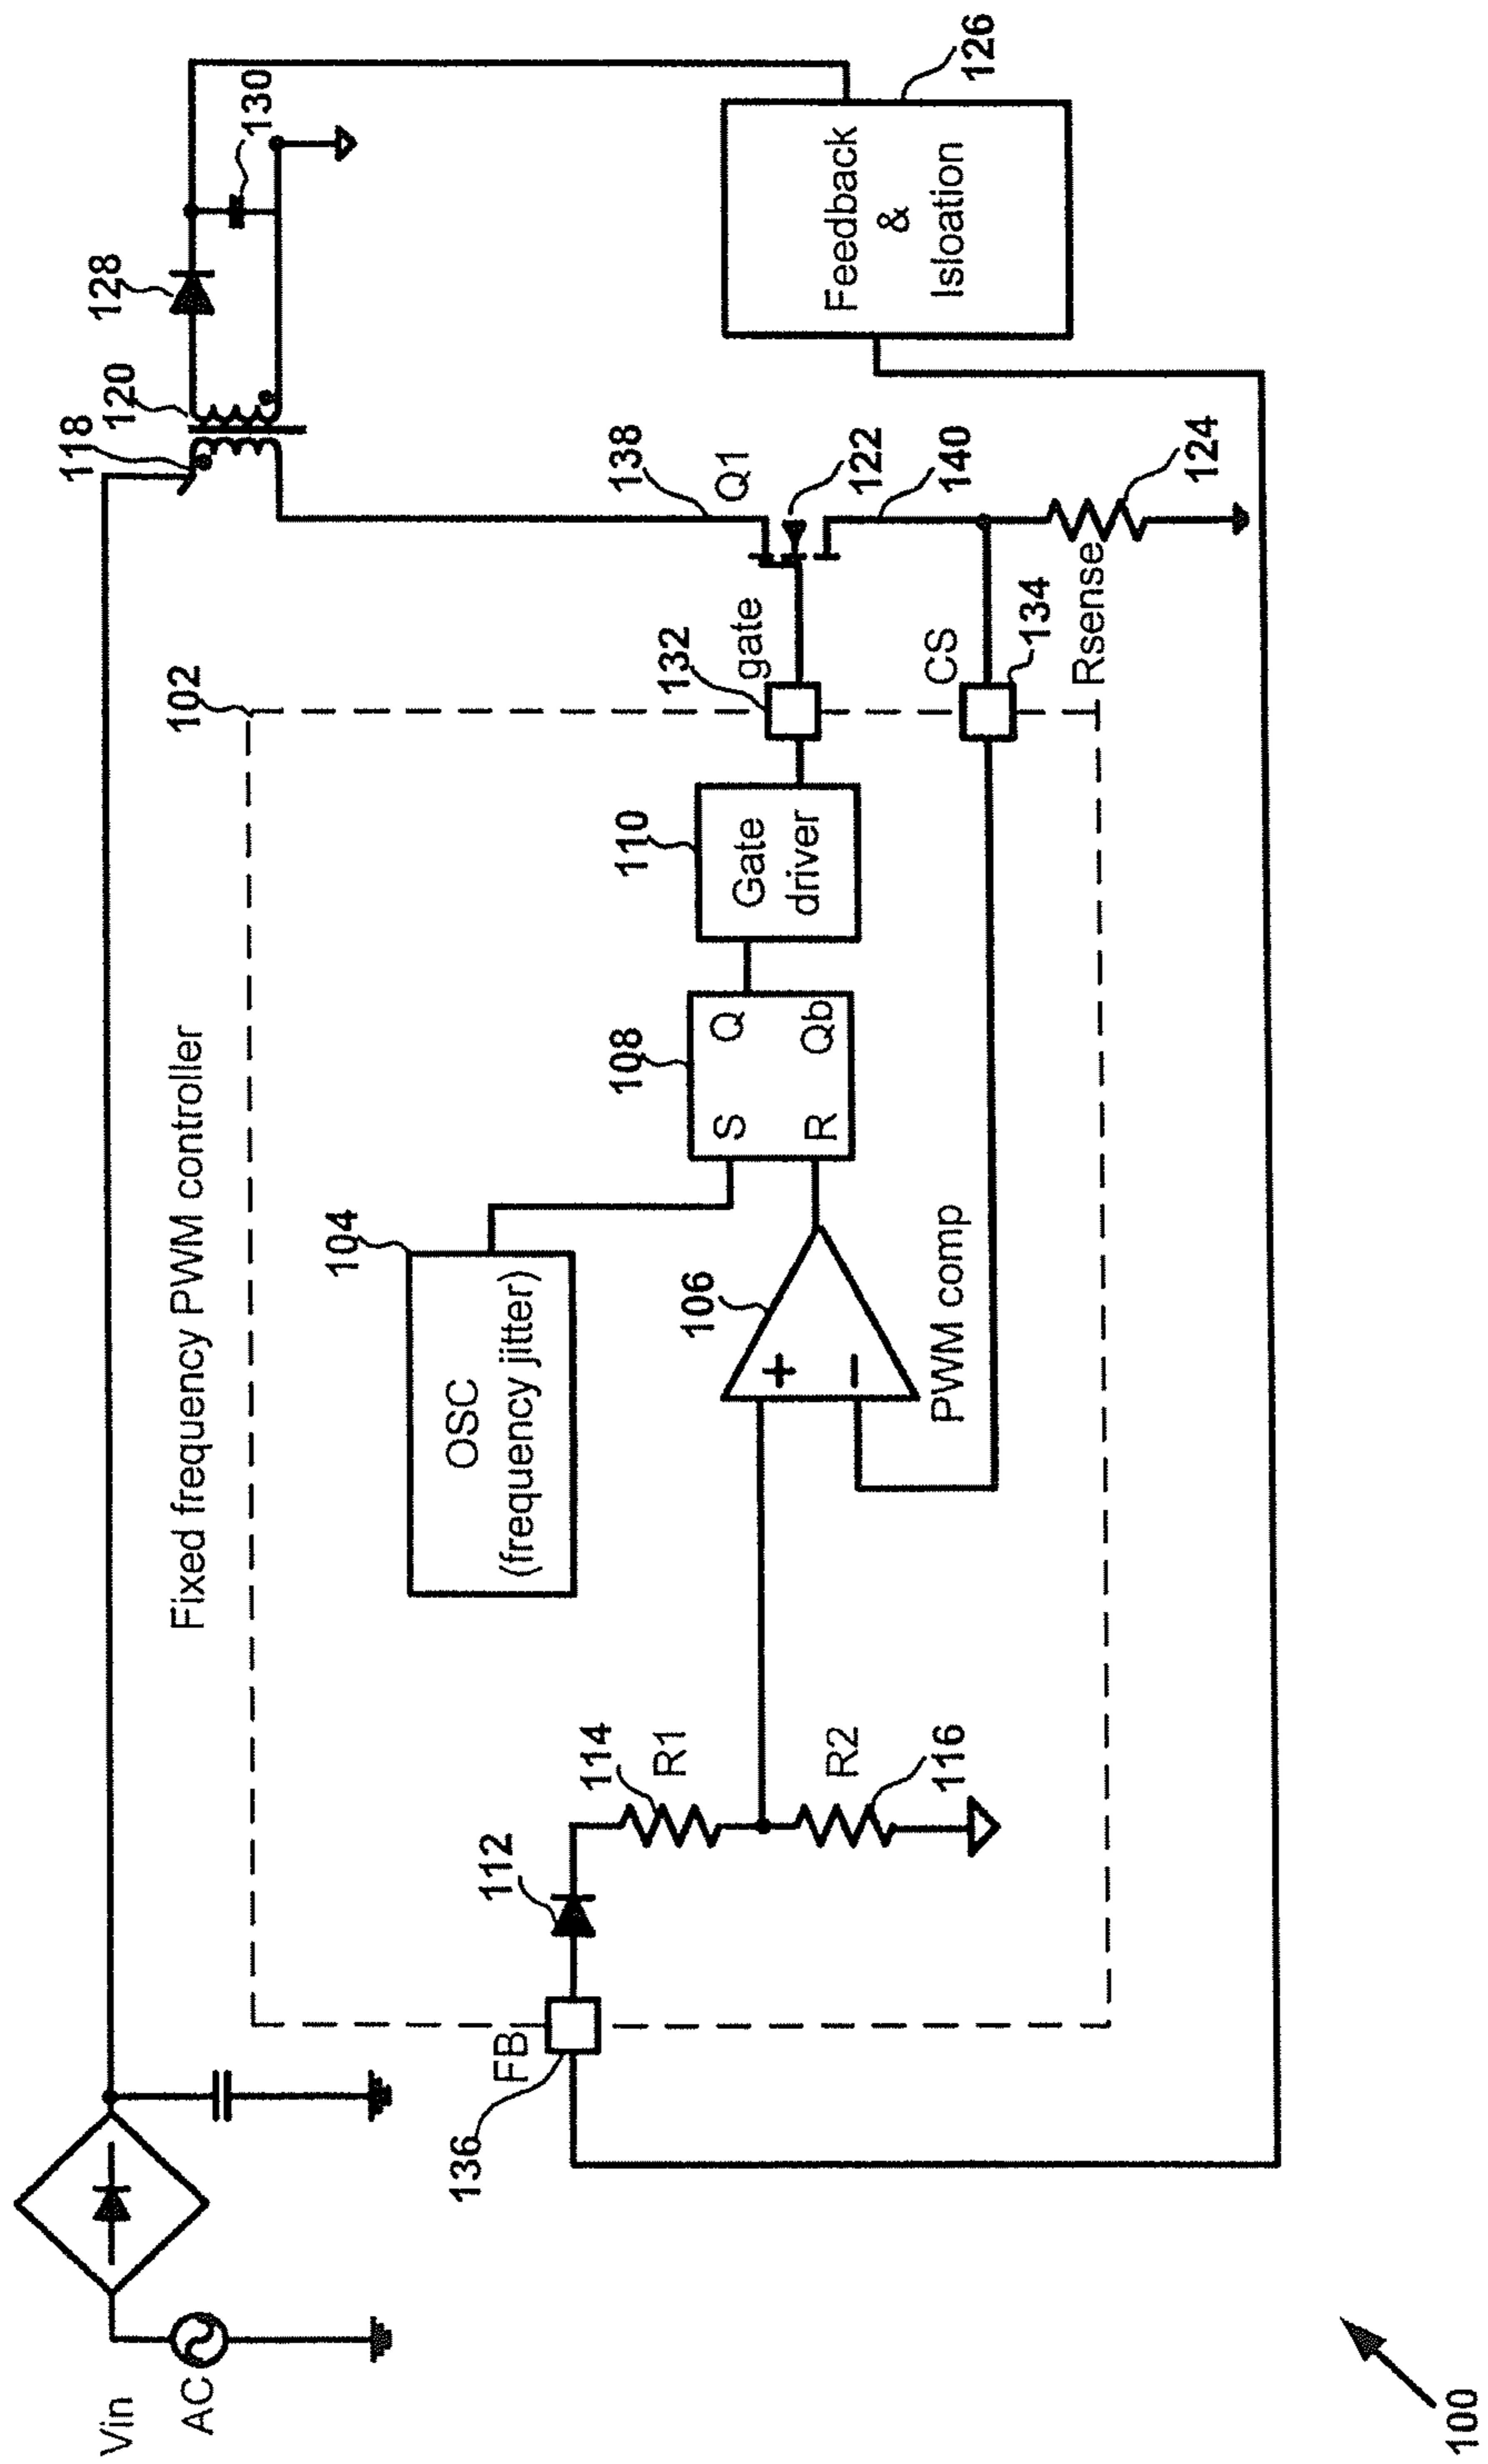 Vin
AC
118
120
128
130
Fixed frequency PWM controller
102
104
OSC
(frequency jitter)
136
FB
112
114
R1
R2
116
106
+
−
PWM comp
108
S
Q
R
Qb
110
Gate
driver
132
gate
138
Q1
122
140
CS
134
Rsense
124
Feedback
&
Isloation
126
100